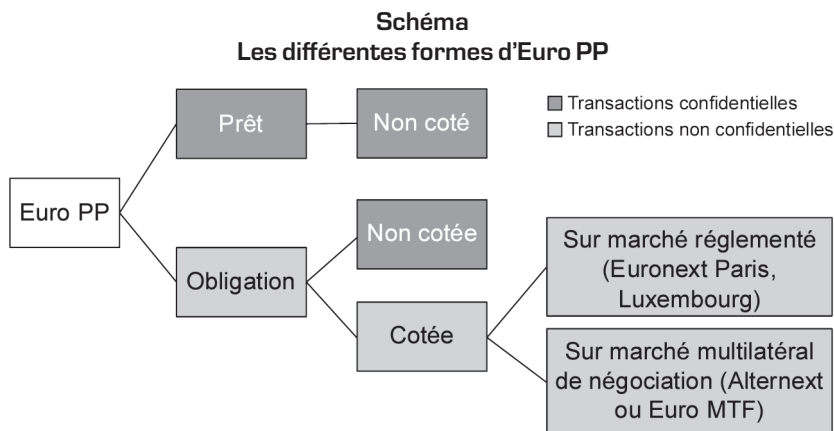 Schéma
Les différentes formes d'Euro PP
Prêt
Non coté
Transactions confidentielles
Transactions non confidentielles
Euro PP
Non cotée
Obligation
Sur marché réglementé
(Euronext Paris,
Luxembourg)
Cotée
Sur marché multilatéral
de négociation (Alternext
ou Euro MTF)